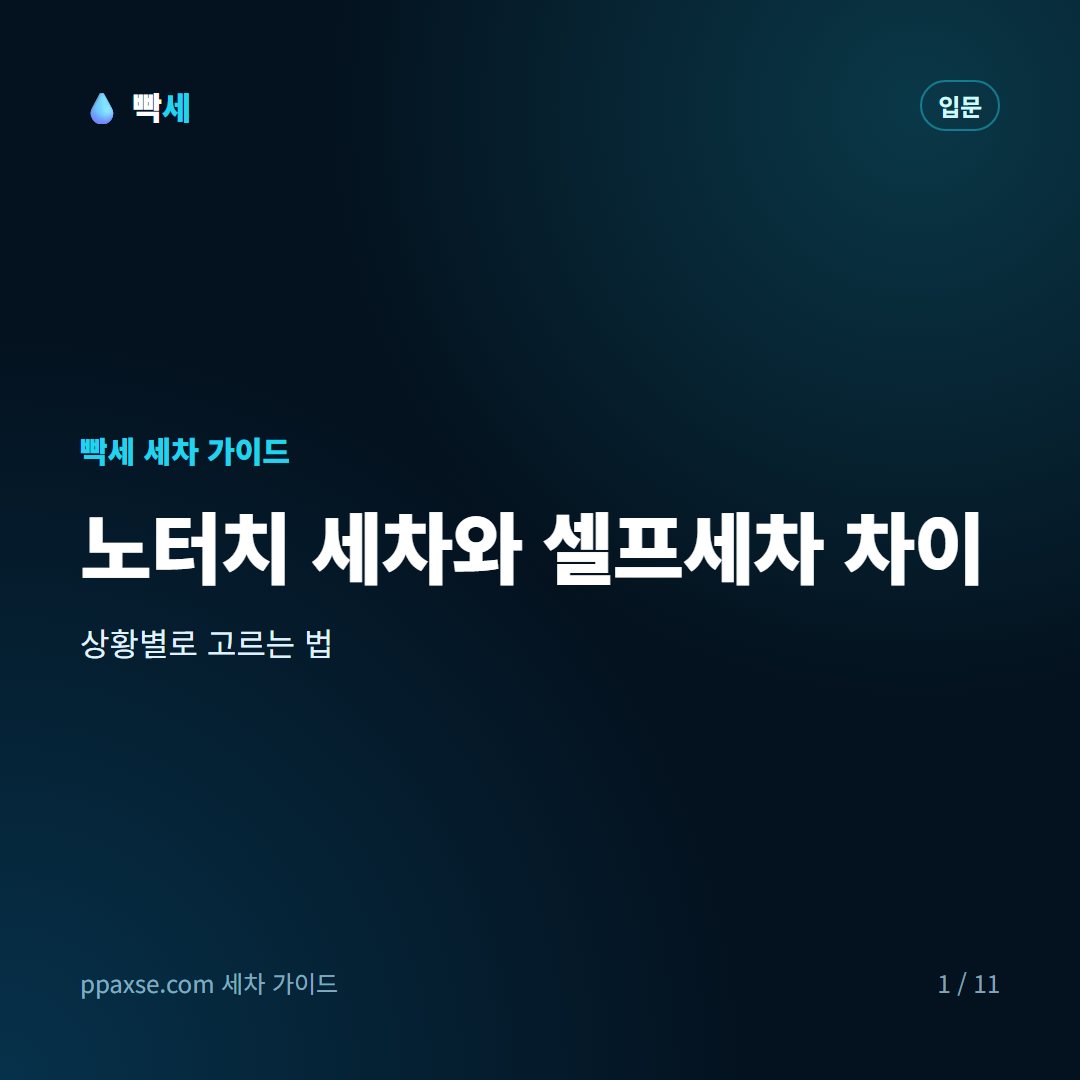 빡세
입문
빡세 세차 가이드
노터치 세차와 셀프세차 차이
상황별로 고르는 법
ppaxse.com 세차 가이드
1 / 11